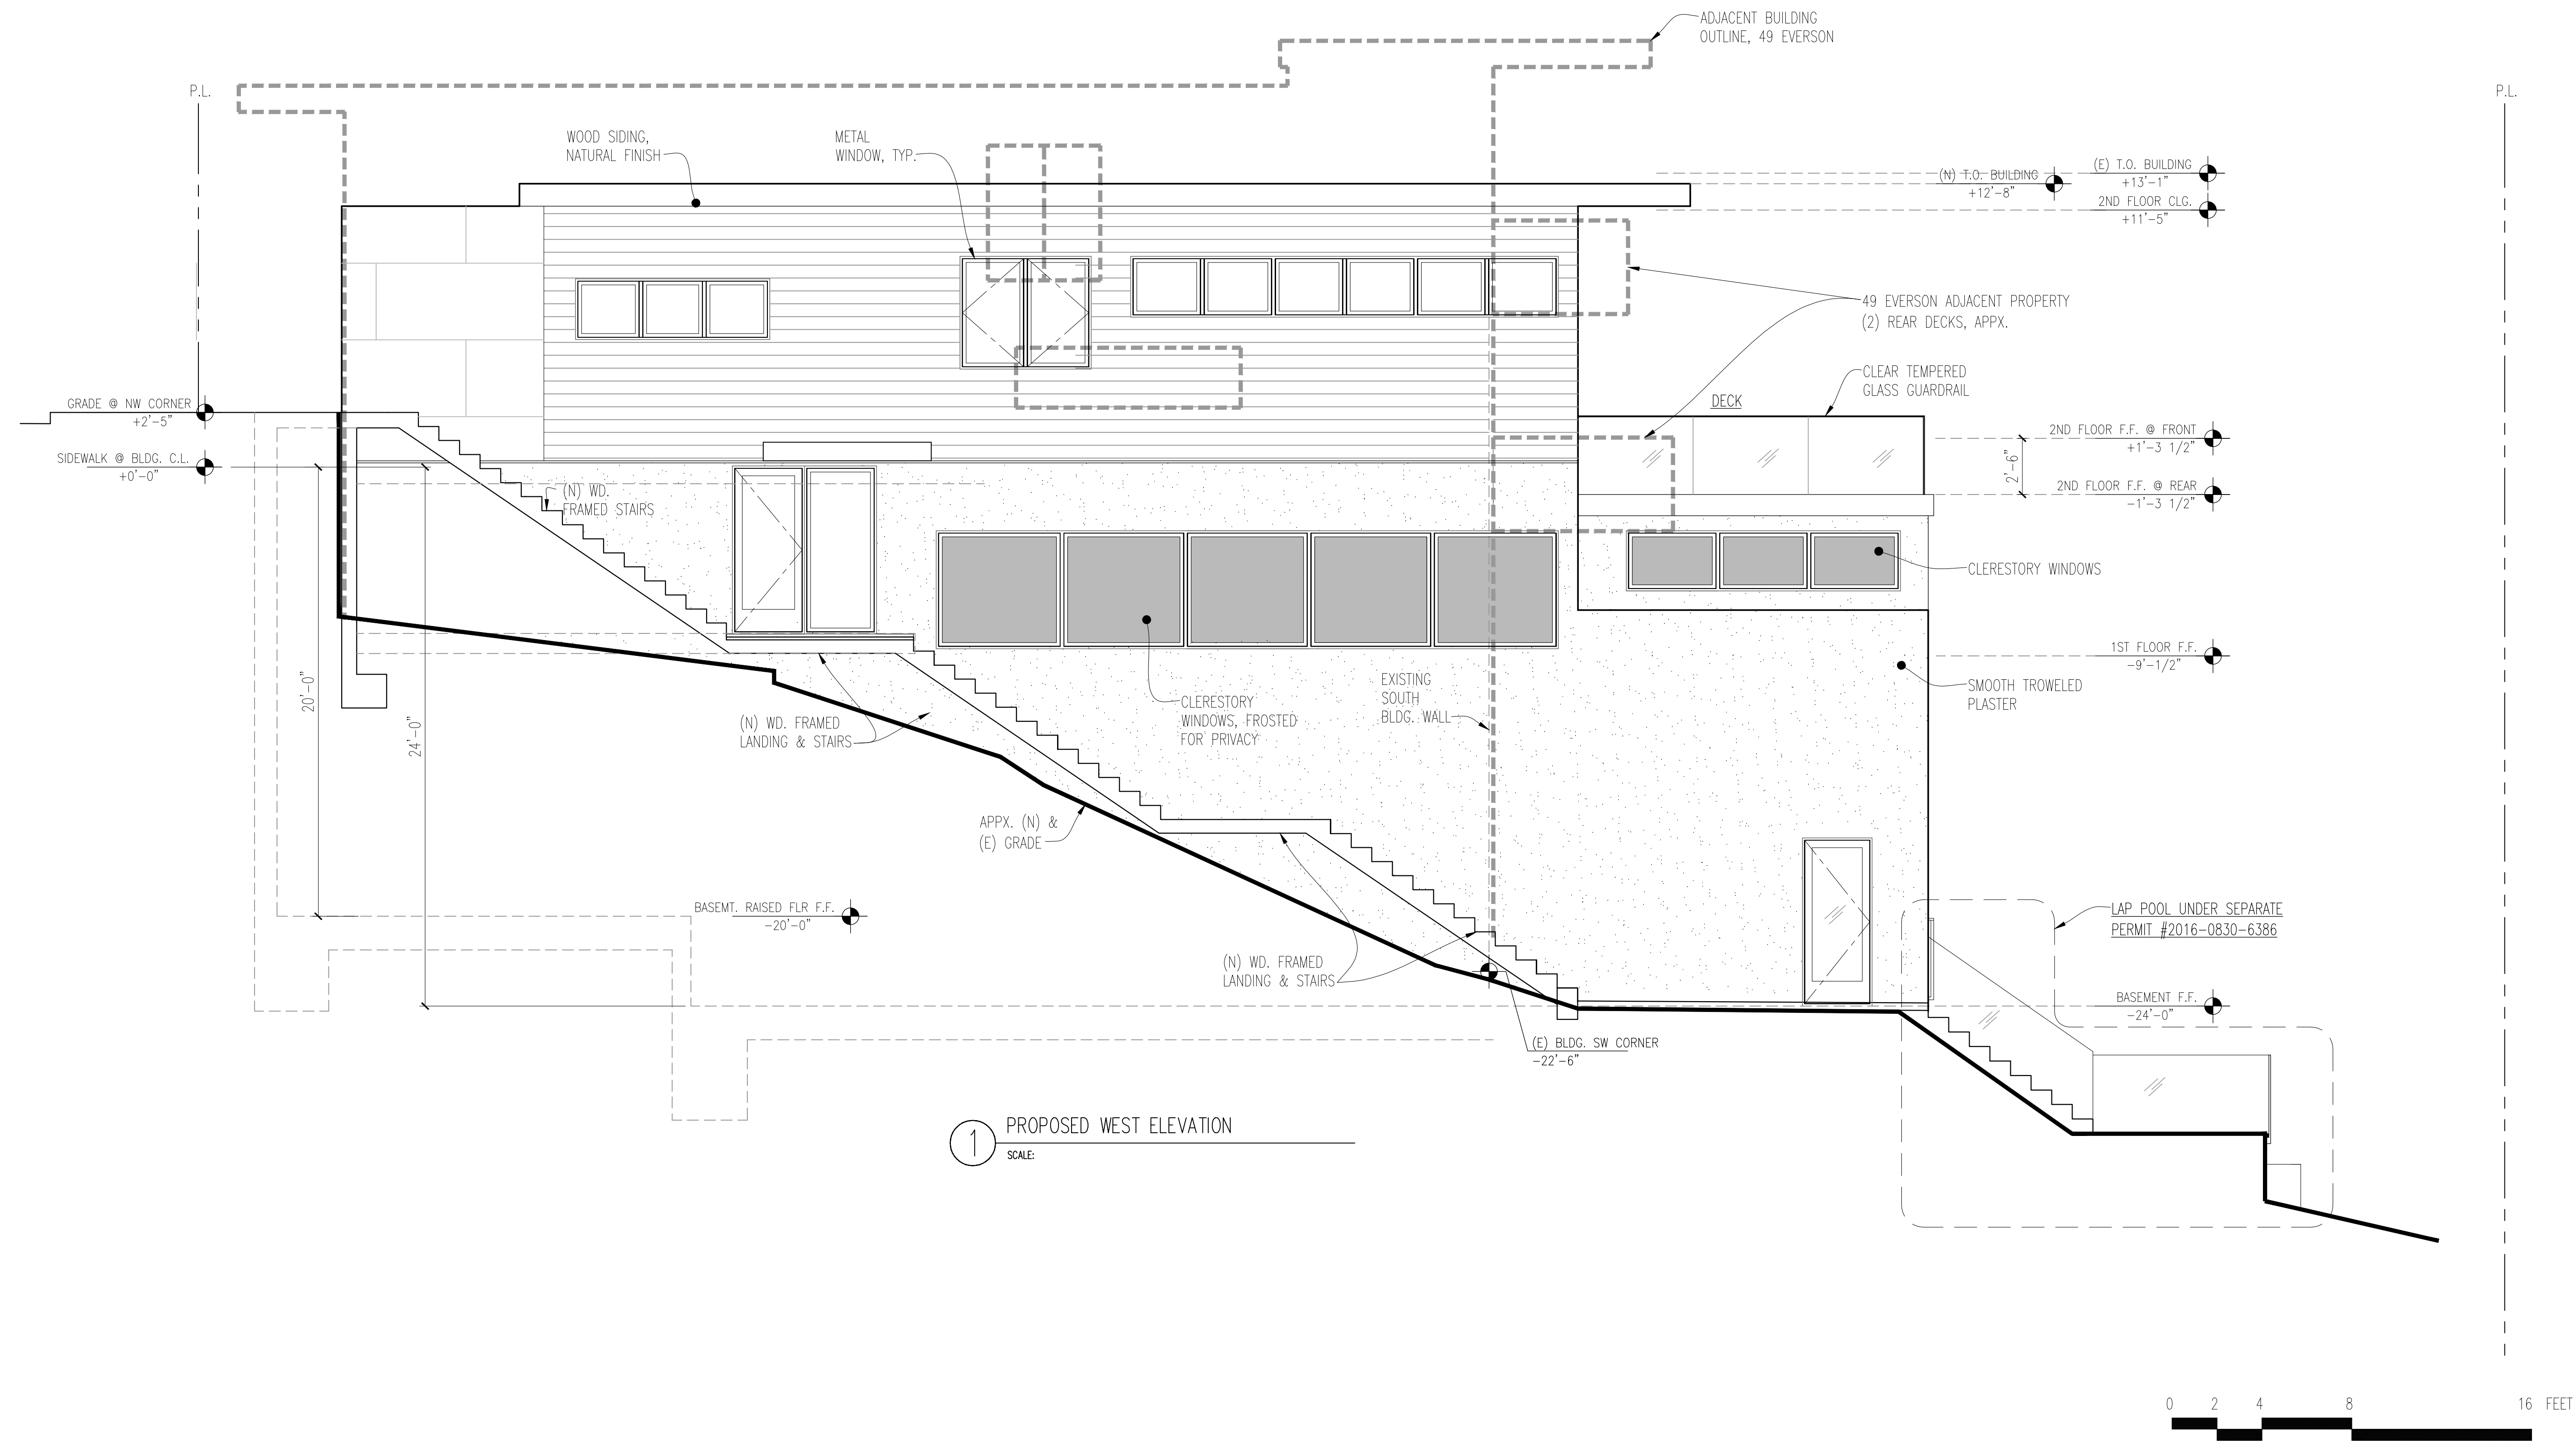 ADJACENT BUILDING
OUTLINE, 49 EVERSON
P.L.
P.L.
WOOD SIDING,
NATURAL FINISH
METAL
WINDOW, TYP.
(E) T.O. BUILDING
+13'-1"
(N) T.O. BUILDING
+12'-8"
2ND FLOOR CLG.
+11'-5"
49 EVERSON ADJACENT PROPERTY
(2) REAR DECKS, APPX.
CLEAR TEMPERED
GLASS GUARDRAIL
DECK
GRADE @ NW CORNER
+2'-5"
SIDEWALK @ BLDG. C.L.
+0'-0"
2ND FLOOR F.F. @ FRONT
+1'-3 1/2"
2'-6"
2ND FLOOR F.F. @ REAR
-1'-3 1/2"
(N) WD.
FRAMED STAIRS
CLERESTORY WINDOWS
1ST FLOOR F.F.
-9'-1/2"
SMOOTH TROWELED
PLASTER
EXISTING
SOUTH
BLDG. WALL
CLERESTORY
WINDOWS, FROSTED
FOR PRIVACY
(N) WD. FRAMED
LANDING & STAIRS
20'-0"
24'-0"
APPX. (N) &
(E) GRADE
BASEMT. RAISED FLR F.F.
-20'-0"
LAP POOL UNDER SEPARATE
PERMIT #2016-0830-6386
(N) WD. FRAMED
LANDING & STAIRS
BASEMENT F.F.
-24'-0"
(E) BLDG. SW CORNER
-22'-6"
1
PROPOSED WEST ELEVATION
SCALE:
0 2 4 8 16 FEET